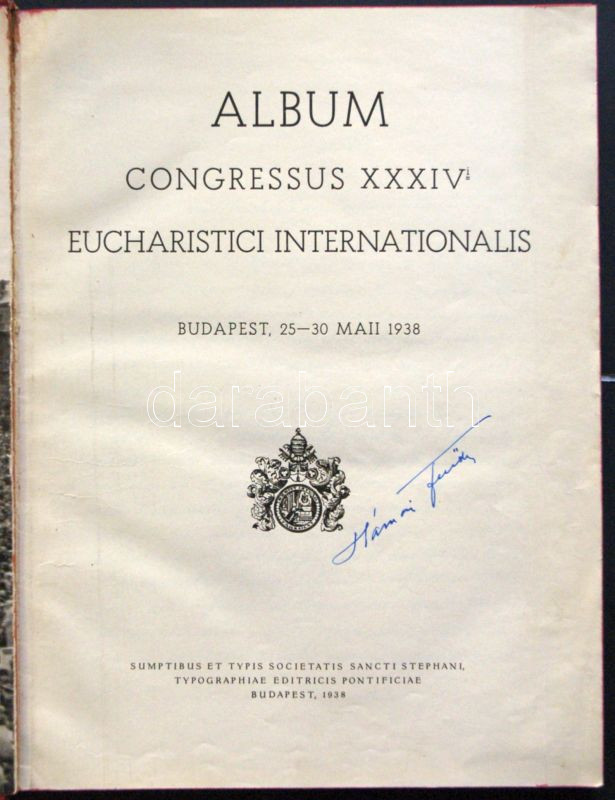 ALBUM
CONGRESSUS XXXIVi
EUCHARISTICI INTERNATIONALIS
BUDAPEST, 25—30 MAII 1938
darabanth
Hámori
SUMPTIBUS ET TYPIS SOCIETATIS SANCTI STEPHANI,
TYPOGRAPHIAE EDITRICIS PONTIFICIAE
BUDAPEST, 1938